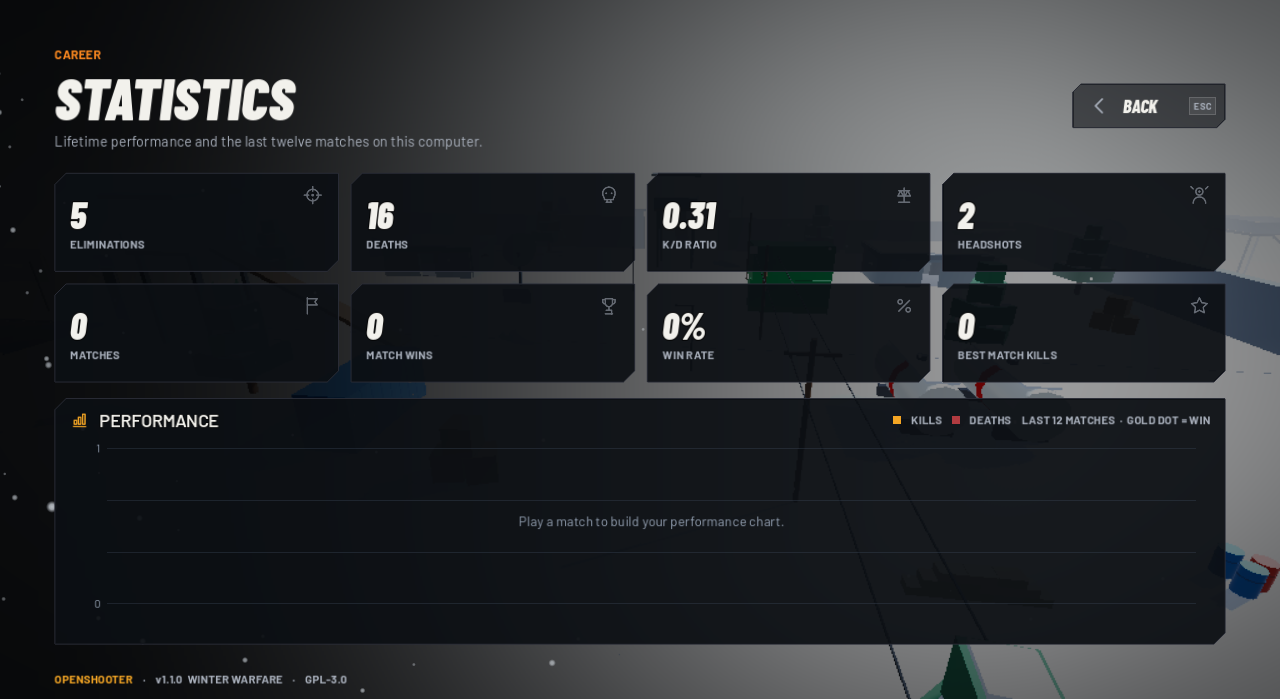 CAREER
STATISTICS
Lifetime performance and the last twelve matches on this computer.
BACK ESC
5
ELIMINATIONS
16
DEATHS
0.31
K/D RATIO
2
HEADSHOTS
0
MATCHES
0
MATCH WINS
0%
WIN RATE
0
BEST MATCH KILLS
PERFORMANCE
KILLS DEATHS LAST 12 MATCHES · GOLD DOT = WIN
1
Play a match to build your performance chart.
0
OPENSHOOTER · v1.1.0 WINTER WARFARE · GPL-3.0